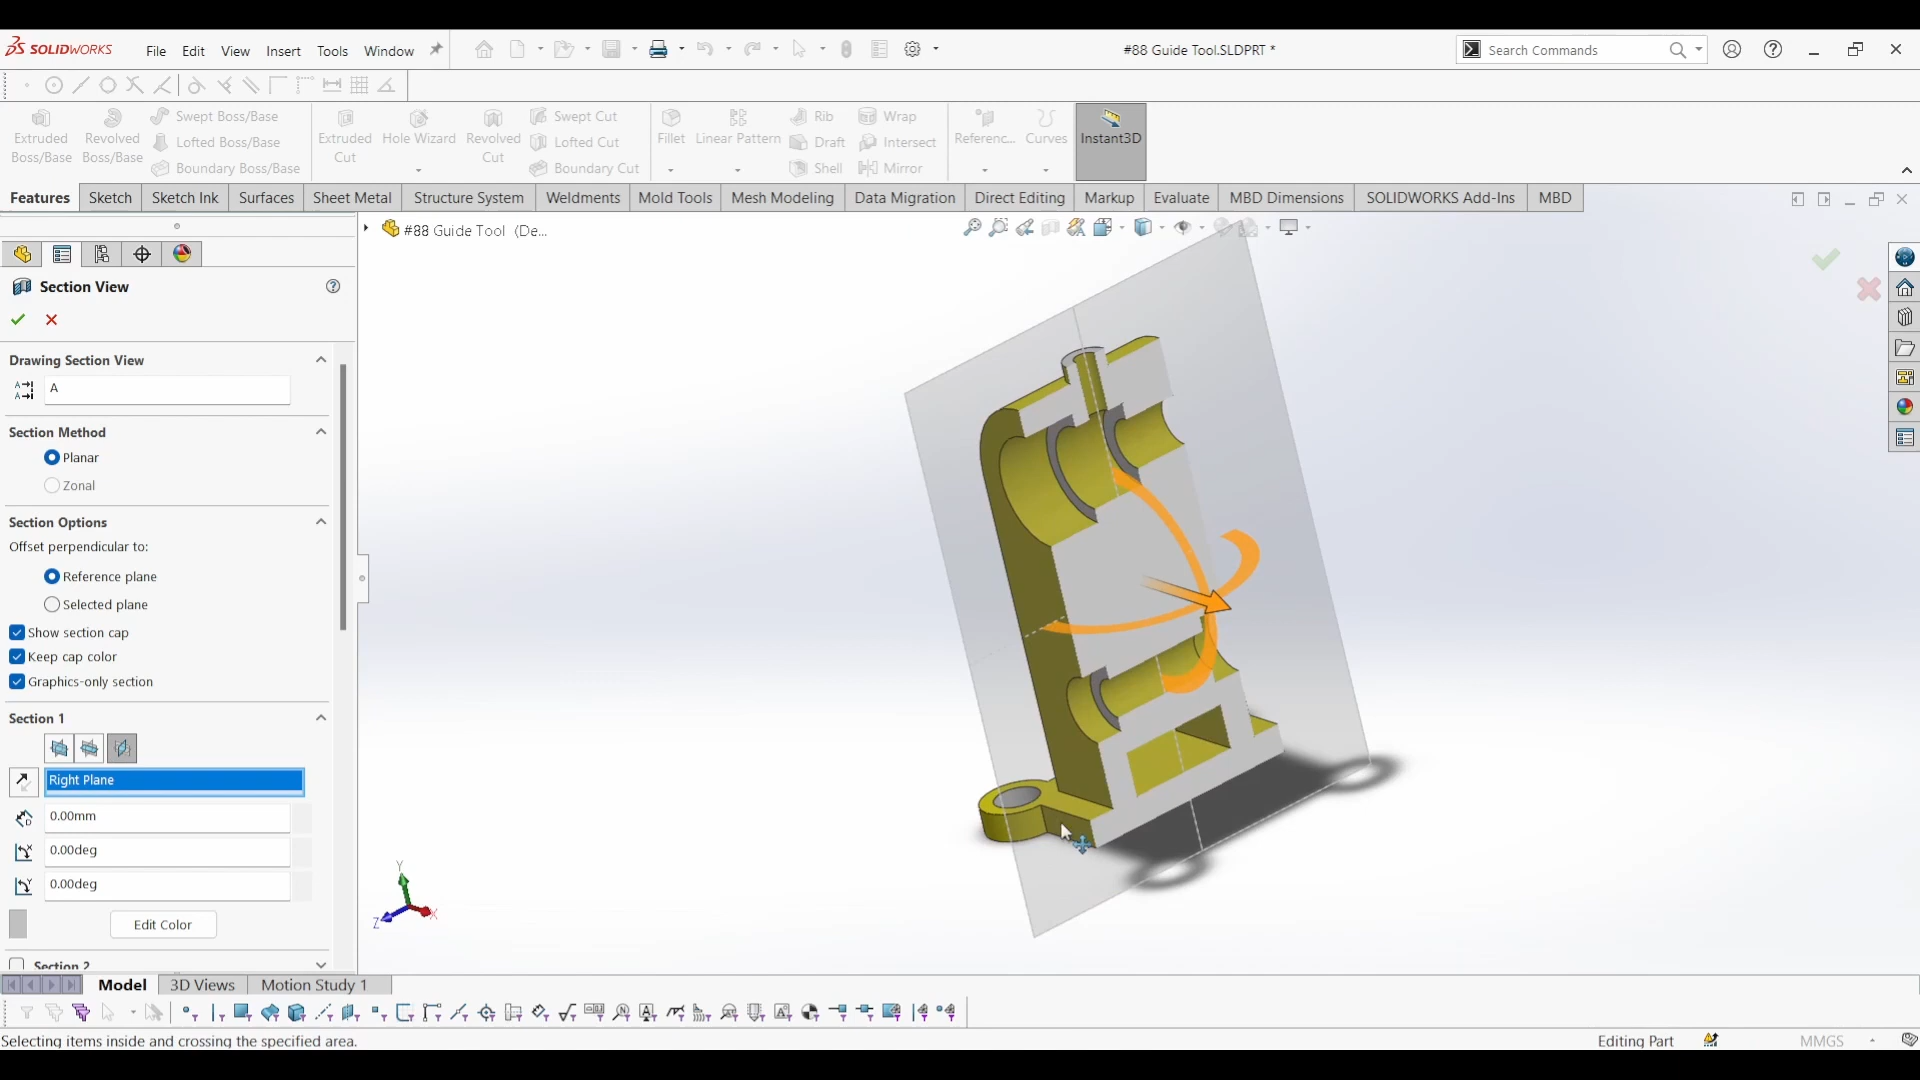 SOLIDWORKS File Edit View Insert Tools Window #88 Guide Tool.SLDPRT * Search Commands
Extruded Boss/Base Revolved Boss/Base Swept Boss/Base Lofted Boss/Base Boundary Boss/Base Extruded Cut Hole Wizard Revolved Cut Swept Cut Lofted Cut Boundary Cut Fillet Linear Pattern Rib Draft Shell Wrap Intersect Mirror Referenc... Curves Instant3D
Features Sketch Sketch Ink Surfaces Sheet Metal Structure System Weldments Mold Tools Mesh Modeling Data Migration Direct Editing Markup Evaluate MBD Dimensions SOLIDWORKS Add-Ins MBD
#88 Guide Tool (De...
Section View
Drawing Section View
A
Section Method
Planar
Zonal
Section Options
Offset perpendicular to:
Reference plane
Selected plane
Show section cap
Keep cap color
Graphics-only section
Section 1
Right Plane
0.00mm
0.00deg
0.00deg
Edit Color
Section 2
Y
Z
X
Model 3D Views Motion Study 1
Selecting items inside and crossing the specified area. Editing Part MMGS